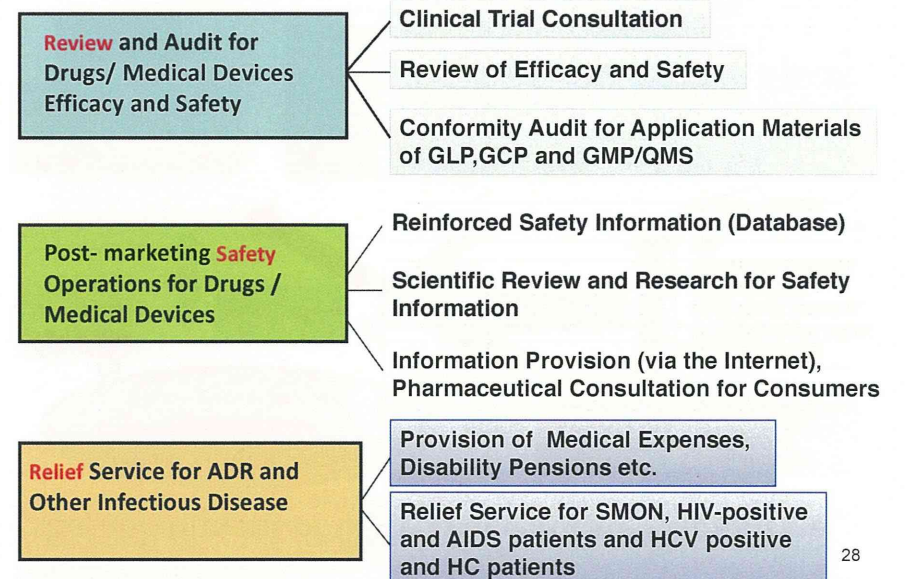 Review and Audit for
Drugs/ Medical Devices
Efficacy and Safety
Clinical Trial Consultation
Review of Efficacy and Safety
Conformity Audit for Application Materials
of GLP,GCP and GMP/QMS
Post- marketing Safety
Operations for Drugs /
Medical Devices
Reinforced Safety Information (Database)
Scientific Review and Research for Safety
Information
Information Provision (via the Internet),
Pharmaceutical Consultation for Consumers
Relief Service for ADR and
Other Infectious Disease
Provision of Medical Expenses,
Disability Pensions etc.
Relief Service for SMON, HIV-positive
and AIDS patients and HCV positive
and HC patients
28